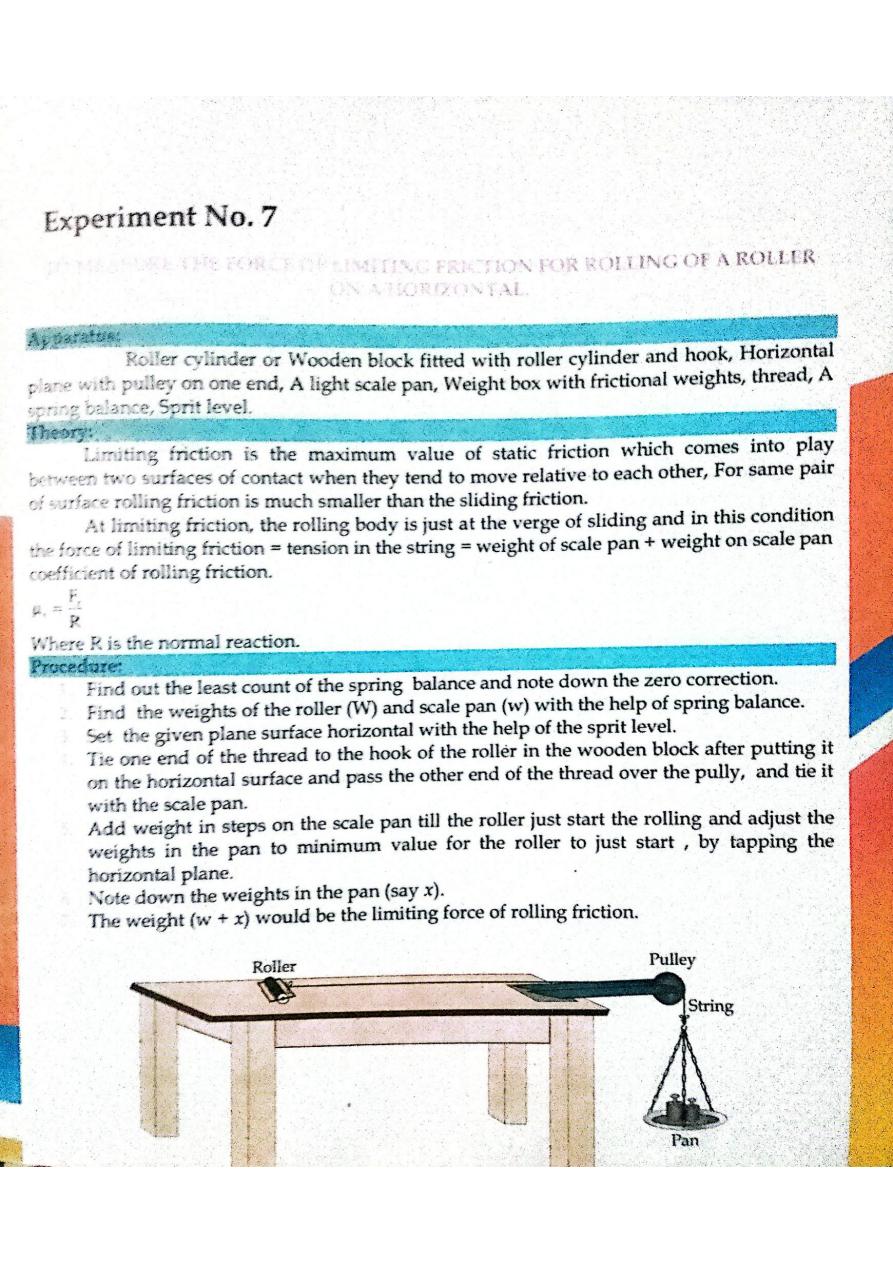 Experiment No. 7
TO MEASURE THE FORCE OF LIMITING FRICTION FOR ROLLING OF A ROLLER
ON A HORIZONTAL.
Apparatus:
Roller cylinder or Wooden block fitted with roller cylinder and hook, Horizontal
plane with pulley on one end, A light scale pan, Weight box with frictional weights, thread, A
spring balance, Sprit level.
Theory:
Limiting friction is the maximum value of static friction which comes into play
between two surfaces of contact when they tend to move relative to each other, For same pair
of surface rolling friction is much smaller than the sliding friction.
At limiting friction, the rolling body is just at the verge of sliding and in this condition
the force of limiting friction = tension in the string = weight of scale pan + weight on scale pan
coefficient of rolling friction.
μᵣ = Fᵣ / R
Where R is the normal reaction.
Procedure:
1. Find out the least count of the spring balance and note down the zero correction.
2. Find the weights of the roller (W) and scale pan (w) with the help of spring balance.
3. Set the given plane surface horizontal with the help of the sprit level.
4. Tie one end of the thread to the hook of the roller in the wooden block after putting it
on the horizontal surface and pass the other end of the thread over the pully, and tie it
with the scale pan.
5. Add weight in steps on the scale pan till the roller just start the rolling and adjust the
weights in the pan to minimum value for the roller to just start , by tapping the
horizontal plane.
6. Note down the weights in the pan (say x).
7. The weight (w + x) would be the limiting force of rolling friction.
Roller
Pulley
String
Pan